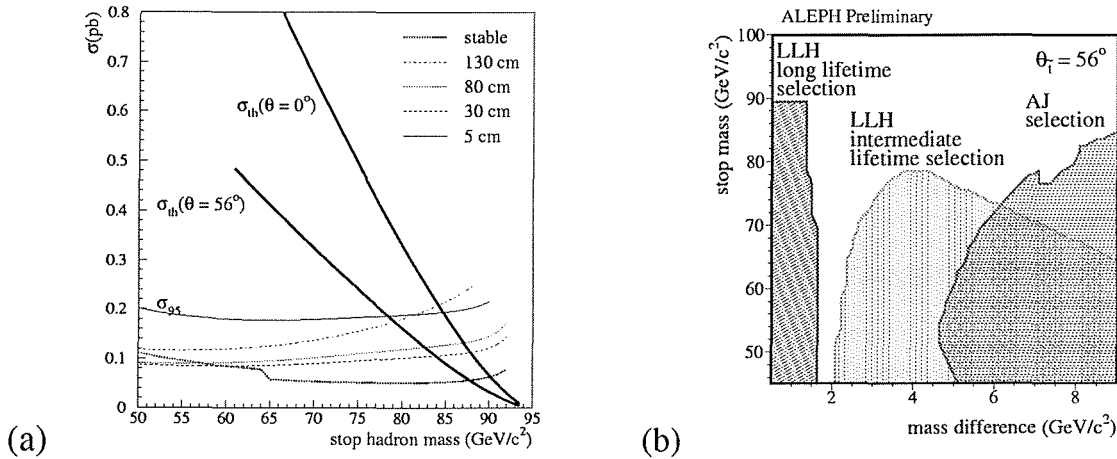 σ(pb)
0.8
0.7
0.6
0.5
0.4
0.3
0.2
0.1
0
stable
130 cm
80 cm
30 cm
5 cm
σth(θ = 0°)
σth(θ = 56°)
σ95
50 55 60 65 70 75 80 85 90 95
stop hadron mass (GeV/c²)
(a)
ALEPH Preliminary
stop mass (GeV/c²)
100
90
80
70
60
50
LLH
long lifetime
selection
θt̃ = 56°
LLH
intermediate
lifetime selection
AJ
selection
2 4 6 8
mass difference (GeV/c²)
(b)